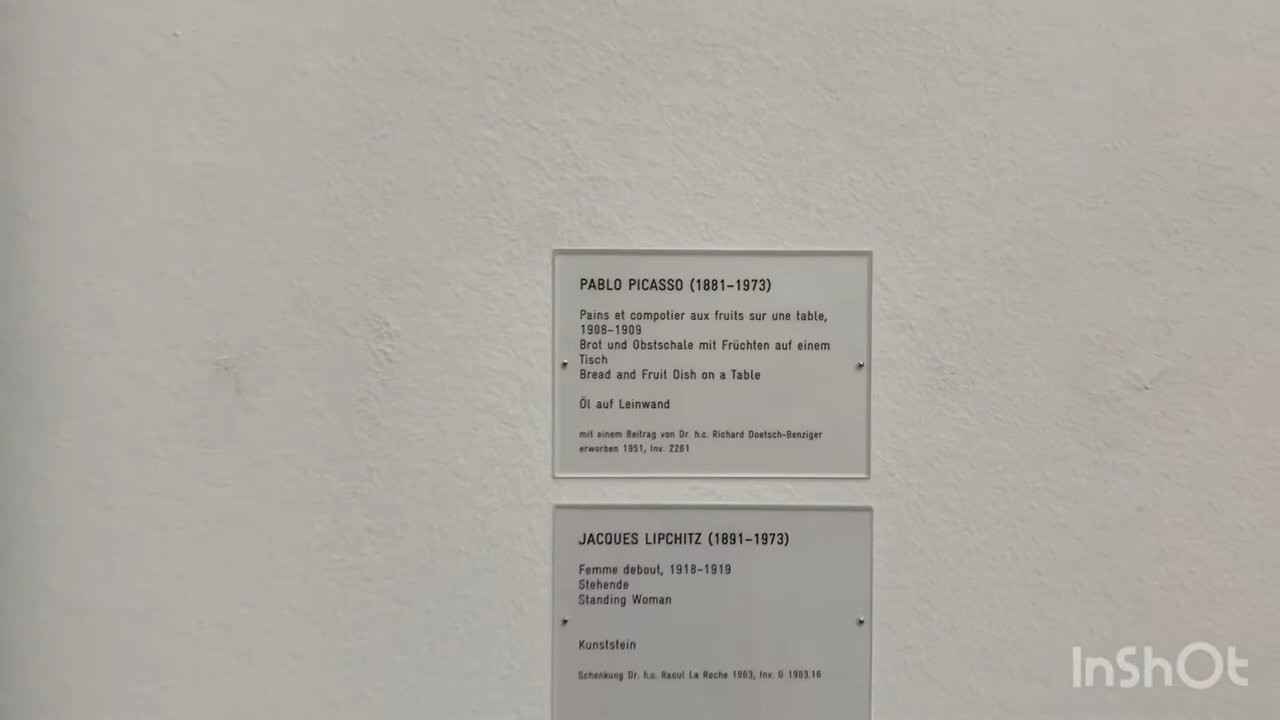 PABLO PICASSO (1881–1973)
Pains et compotier aux fruits sur une table,
1908–1909
Brot und Obstschale mit Früchten auf einem
Tisch
Bread and Fruit Dish on a Table
Öl auf Leinwand
mit einem Beitrag von Dr. h.c. Richard Doetsch-Benziger
erworben 1951, Inv. 2261
JACQUES LIPCHITZ (1891–1973)
Femme debout, 1918–1919
Stehende
Standing Woman
Kunststein
Schenkung Dr. h.c. Raoul La Roche 1963, Inv. G 1963.16
InShOt